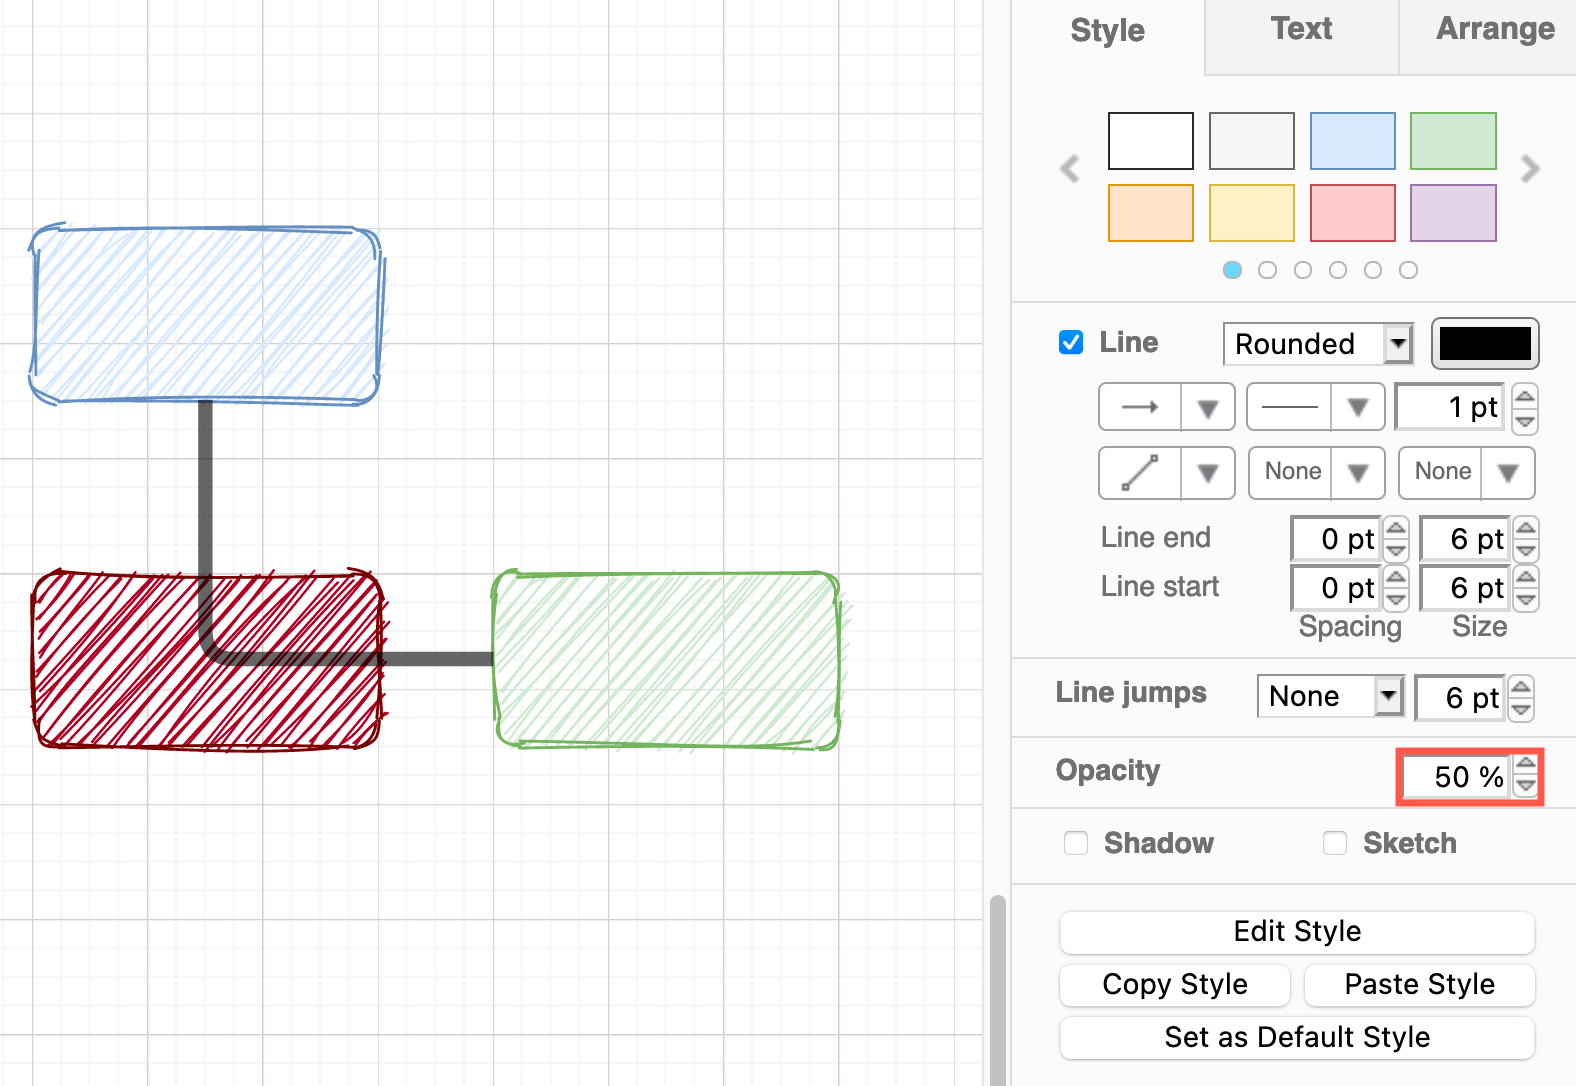 Style Text Arrange
Line Rounded
1 pt
None None
Line end 0 pt 6 pt
Line start 0 pt 6 pt
Spacing Size
Line jumps None 6 pt
Opacity 50 %
Shadow Sketch
Edit Style
Copy Style Paste Style
Set as Default Style